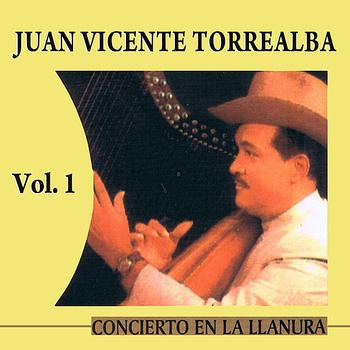 JUAN VICENTE TORREALBA
Vol. 1
CONCIERTO EN LA LLANURA